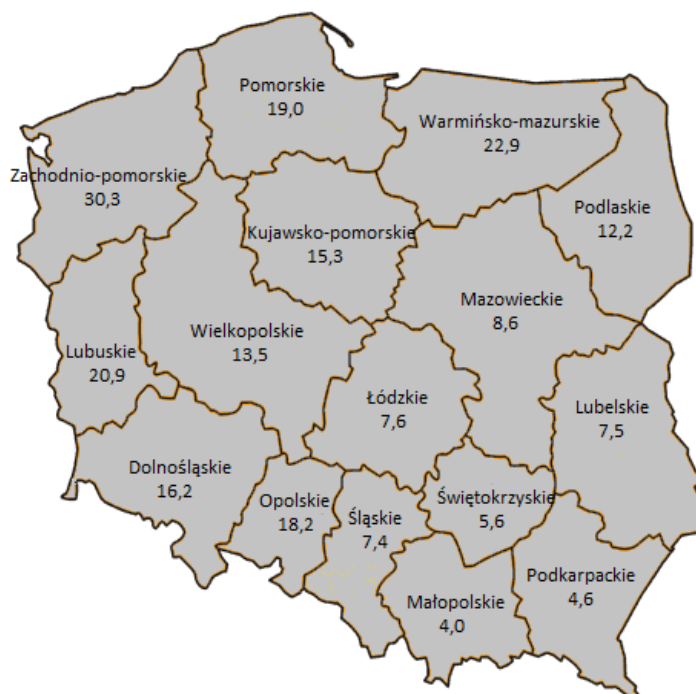 Pomorskie
19,0
Warmińsko-mazurskie
22,9
Zachodnio-pomorskie
30,3
Podlaskie
12,2
Kujawsko-pomorskie
15,3
Mazowieckie
8,6
Wielkopolskie
13,5
Lubuskie
20,9
Łódzkie
7,6
Lubelskie
7,5
Dolnośląskie
16,2
Opolskie
18,2
Śląskie
7,4
Świętokrzyskie
5,6
Podkarpackie
4,6
Małopolskie
4,0